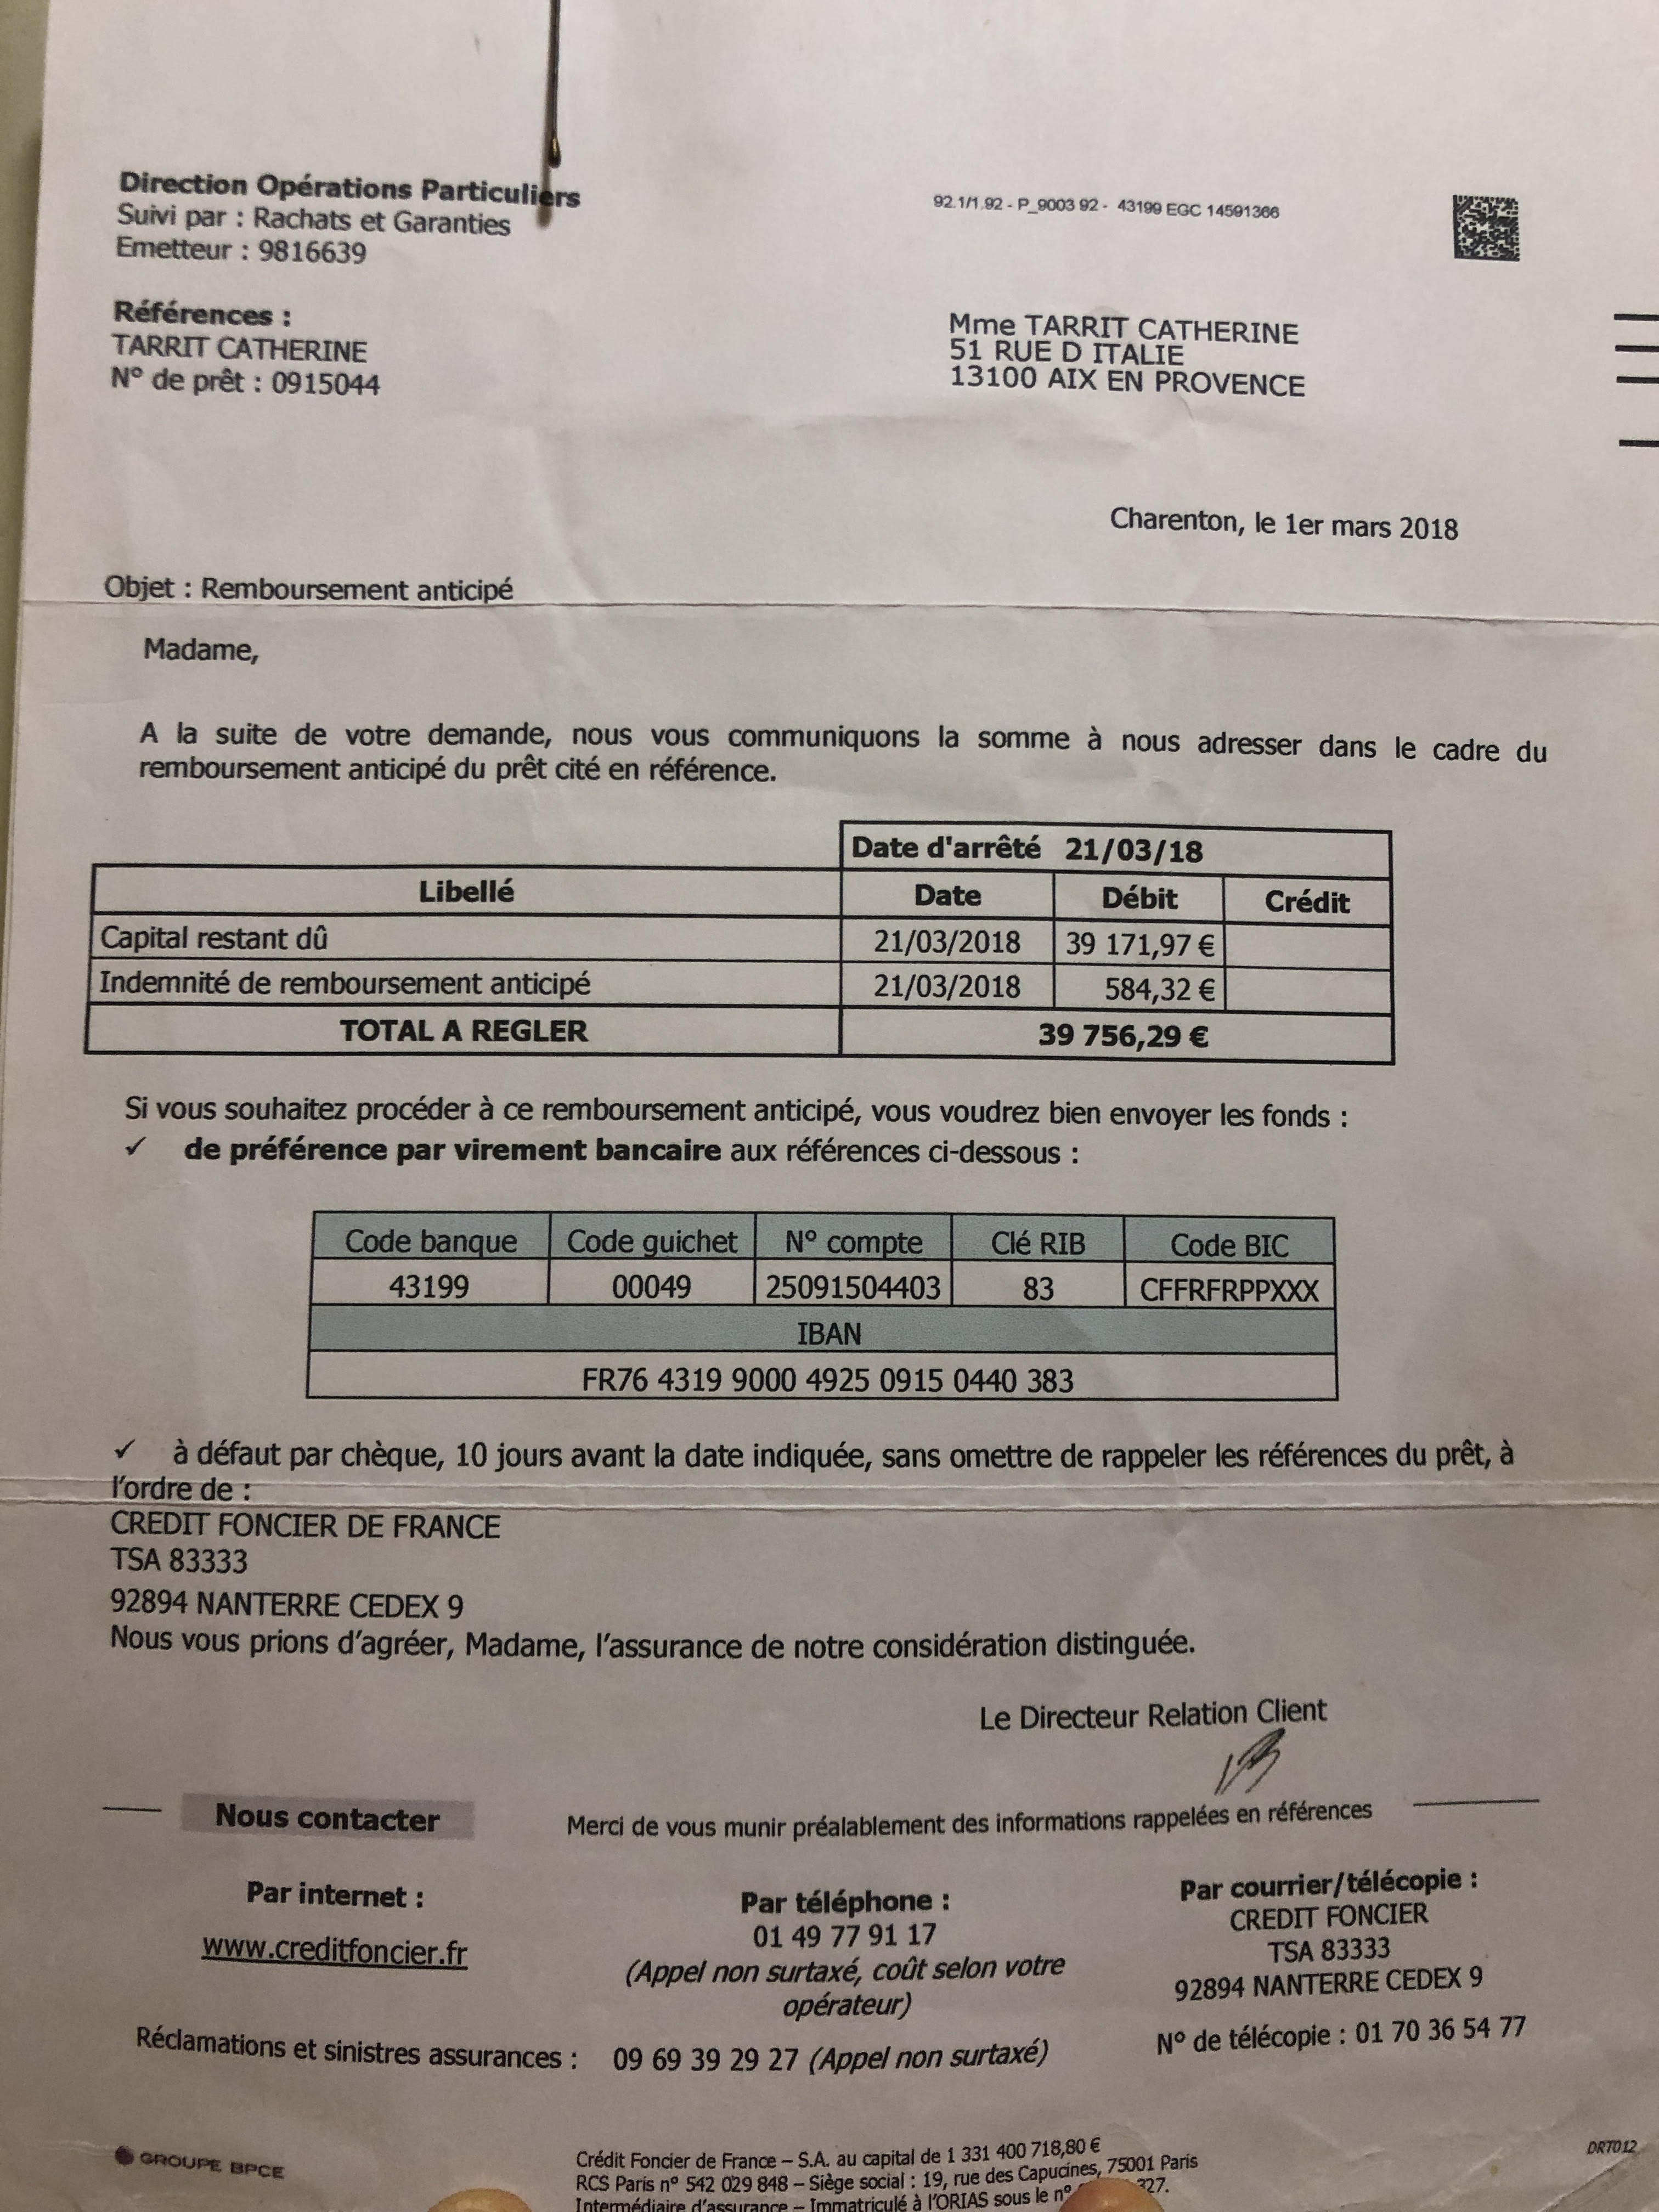 Direction Opérations Particuliers
Suivi par : Rachats et Garanties
Emetteur : 9816639
92.1/1.92 - P_9003 92 - 43199 EGC 14591366
Références :
TARRIT CATHERINE
N° de prêt : 0915044
Mme TARRIT CATHERINE
51 RUE D ITALIE
13100 AIX EN PROVENCE
Charenton, le 1er mars 2018
Objet : Remboursement anticipé
Madame,
A la suite de votre demande, nous vous communiquons la somme à nous adresser dans le cadre du
remboursement anticipé du prêt cité en référence.
Date d'arrêté 21/03/18
Libellé Date Débit Crédit
Capital restant dû 21/03/2018 39 171,97 €
Indemnité de remboursement anticipé 21/03/2018 584,32 €
TOTAL A REGLER 39 756,29 €
Si vous souhaitez procéder à ce remboursement anticipé, vous voudrez bien envoyer les fonds :
✓ de préférence par virement bancaire aux références ci-dessous :
Code banque Code guichet N° compte Clé RIB Code BIC
43199 00049 25091504403 83 CFFRFRPPXXX
IBAN
FR76 4319 9000 4925 0915 0440 383
✓ à défaut par chèque, 10 jours avant la date indiquée, sans omettre de rappeler les références du prêt, à
l'ordre de :
CREDIT FONCIER DE FRANCE
TSA 83333
92894 NANTERRE CEDEX 9
Nous vous prions d'agréer, Madame, l'assurance de notre considération distinguée.
Le Directeur Relation Client
Nous contacter
Merci de vous munir préalablement des informations rappelées en références
Par internet :
www.creditfoncier.fr
Par téléphone :
01 49 77 91 17
(Appel non surtaxé, coût selon votre
opérateur)
Par courrier/télécopie :
CREDIT FONCIER
TSA 83333
92894 NANTERRE CEDEX 9
N° de télécopie : 01 70 36 54 77
Réclamations et sinistres assurances : 09 69 39 29 27 (Appel non surtaxé)
GROUPE BPCE
Crédit Foncier de France – S.A. au capital de 1 331 400 718,80 €
RCS Paris n° 542 029 848 – Siège social : 19, rue des Capucines, 75001 Paris
Intermédiaire d'assurance – Immatriculé à l'ORIAS sous le n° 327.
DRT012